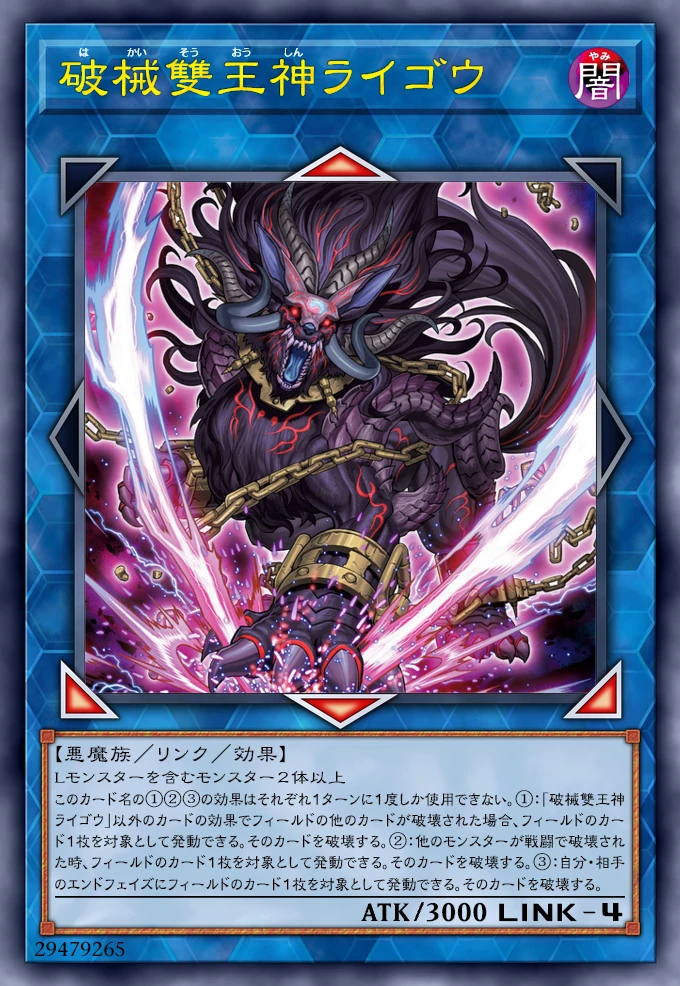 は かい そう おう しん
破械雙王神ライゴウ
やみ
闇
【悪魔族／リンク／効果】
Lモンスターを含むモンスター2体以上
このカード名の①②③の効果はそれぞれ1ターンに1度しか使用できない。①：「破械雙王神
ライゴウ」以外のカードの効果でフィールドの他のカードが破壊された場合、フィールドのカー
ド1枚を対象として発動できる。そのカードを破壊する。②：他のモンスターが戦闘で破壊され
た時、フィールドのカード1枚を対象として発動できる。そのカードを破壊する。③：自分・相手
のエンドフェイズにフィールドのカード1枚を対象として発動できる。そのカードを破壊する。
ATK/3000 LINK-4
29479265